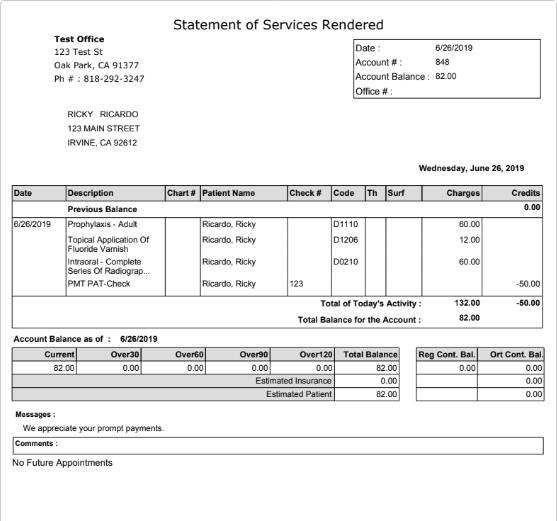 Statement of Services Rendered
Test Office
123 Test St
Oak Park, CA 91377
Ph # : 818-292-3247
Date : 6/26/2019
Account # : 848
Account Balance : 82.00
Office # :
RICKY RICARDO
123 MAIN STREET
IRVINE, CA 92612
Wednesday, June 26, 2019
Date Description Chart # Patient Name Check # Code Th Surf Charges Credits
Previous Balance 0.00
6/26/2019 Prophylaxis - Adult Ricardo, Ricky D1110 60.00
Topical Application Of Ricardo, Ricky D1206 12.00
Fluoride Varnish
Intraoral - Complete Ricardo, Ricky D0210 60.00
Series Of Radiograp...
PMT PAT-Check Ricardo, Ricky 123 -50.00
Total of Today's Activity : 132.00 -50.00
Total Balance for the Account : 82.00
Account Balance as of : 6/26/2019
Current Over30 Over60 Over90 Over120 Total Balance Reg Cont. Bal. Ort Cont. Bal.
82.00 0.00 0.00 0.00 0.00 82.00 0.00 0.00
Estimated Insurance 0.00 0.00
Estimated Patient 82.00 0.00
Messages :
We appreciate your prompt payments.
Comments :
No Future Appointments